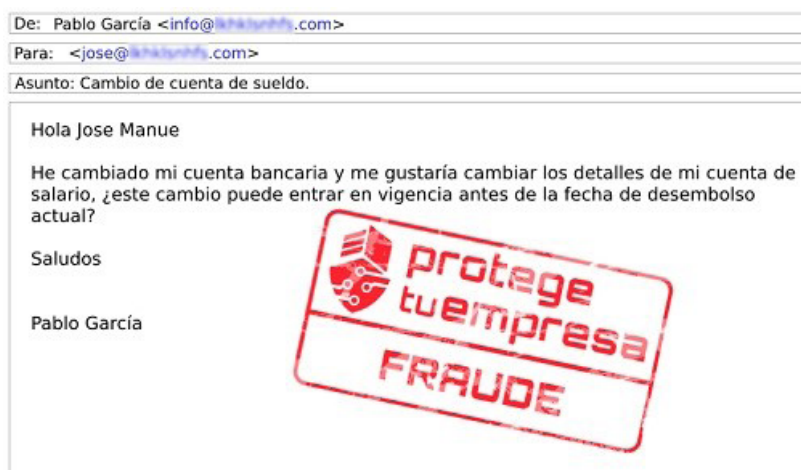 De: Pablo García <info@ .com>
Para: <jose@ .com>
Asunto: Cambio de cuenta de sueldo.
Hola Jose Manue
He cambiado mi cuenta bancaria y me gustaría cambiar los detalles de mi cuenta de
salario, ¿este cambio puede entrar en vigencia antes de la fecha de desembolso
actual?
Saludos
Pablo García
protege
tuempresa
FRAUDE